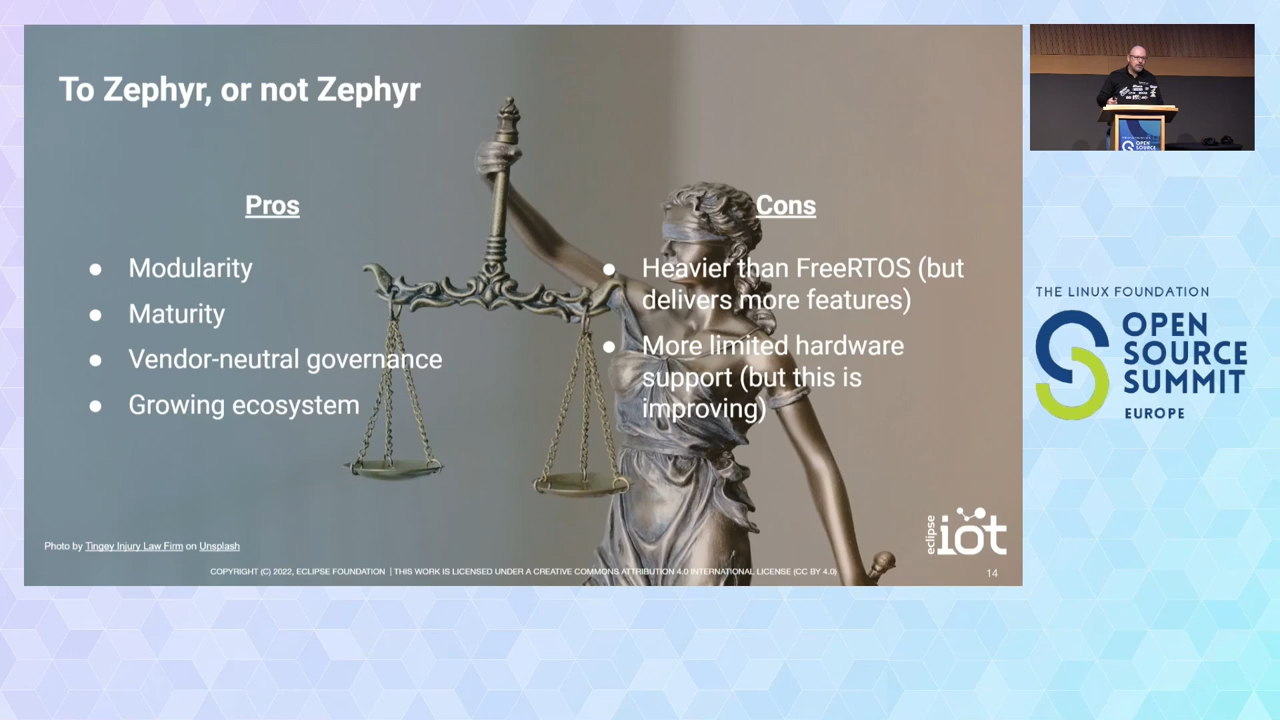 To Zephyr, or not Zephyr
Pros
● Modularity
● Maturity
● Vendor-neutral governance
● Growing ecosystem
Cons
● Heavier than FreeRTOS (but
delivers more features)
● More limited hardware
support (but this is
improving)
Photo by Tingey Injury Law Firm on Unsplash
eclipse
iot
COPYRIGHT (C) 2022, ECLIPSE FOUNDATION | THIS WORK IS LICENSED UNDER A CREATIVE COMMONS ATTRIBUTION 4.0 INTERNATIONAL LICENSE (CC BY 4.0)
14
OPEN
SOURCE
THE LINUX FOUNDATION
OPEN
SOURCE
SUMMIT
EUROPE